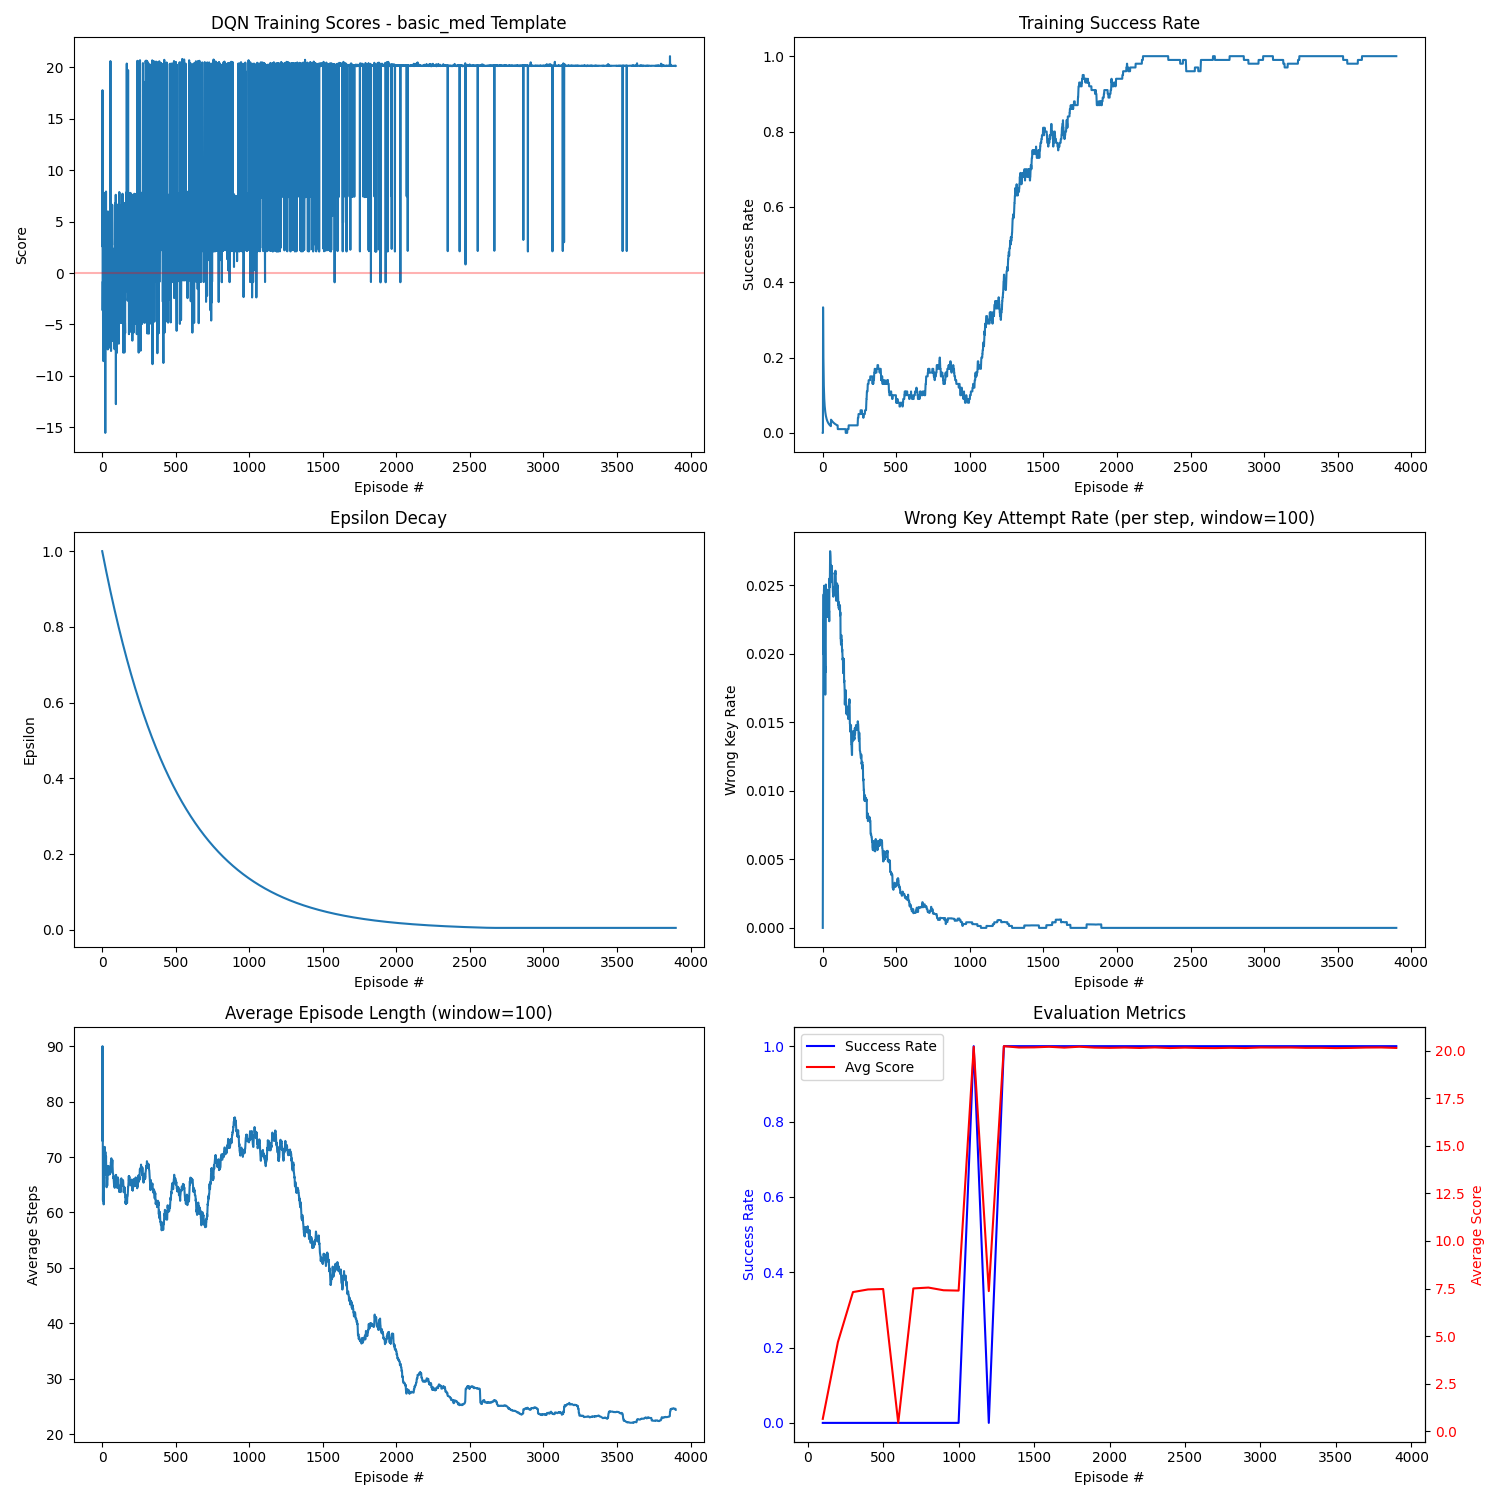 DQN Training Scores - basic_med Template
Score
20
15
10
5
0
−5
−10
−15
0 500 1000 1500 2000 2500 3000 3500 4000
Episode #
Training Success Rate
Success Rate
1.0
0.8
0.6
0.4
0.2
0.0
0 500 1000 1500 2000 2500 3000 3500 4000
Episode #
Epsilon Decay
Epsilon
1.0
0.8
0.6
0.4
0.2
0.0
0 500 1000 1500 2000 2500 3000 3500 4000
Episode #
Wrong Key Attempt Rate (per step, window=100)
Wrong Key Rate
0.025
0.020
0.015
0.010
0.005
0.000
0 500 1000 1500 2000 2500 3000 3500 4000
Episode #
Average Episode Length (window=100)
Average Steps
90
80
70
60
50
40
30
20
0 500 1000 1500 2000 2500 3000 3500 4000
Episode #
Evaluation Metrics
Success Rate
Avg Score
Success Rate
1.0
0.8
0.6
0.4
0.2
0.0
20.0
17.5
15.0
12.5
10.0
7.5
5.0
2.5
0.0
Average Score
0 500 1000 1500 2000 2500 3000 3500 4000
Episode #